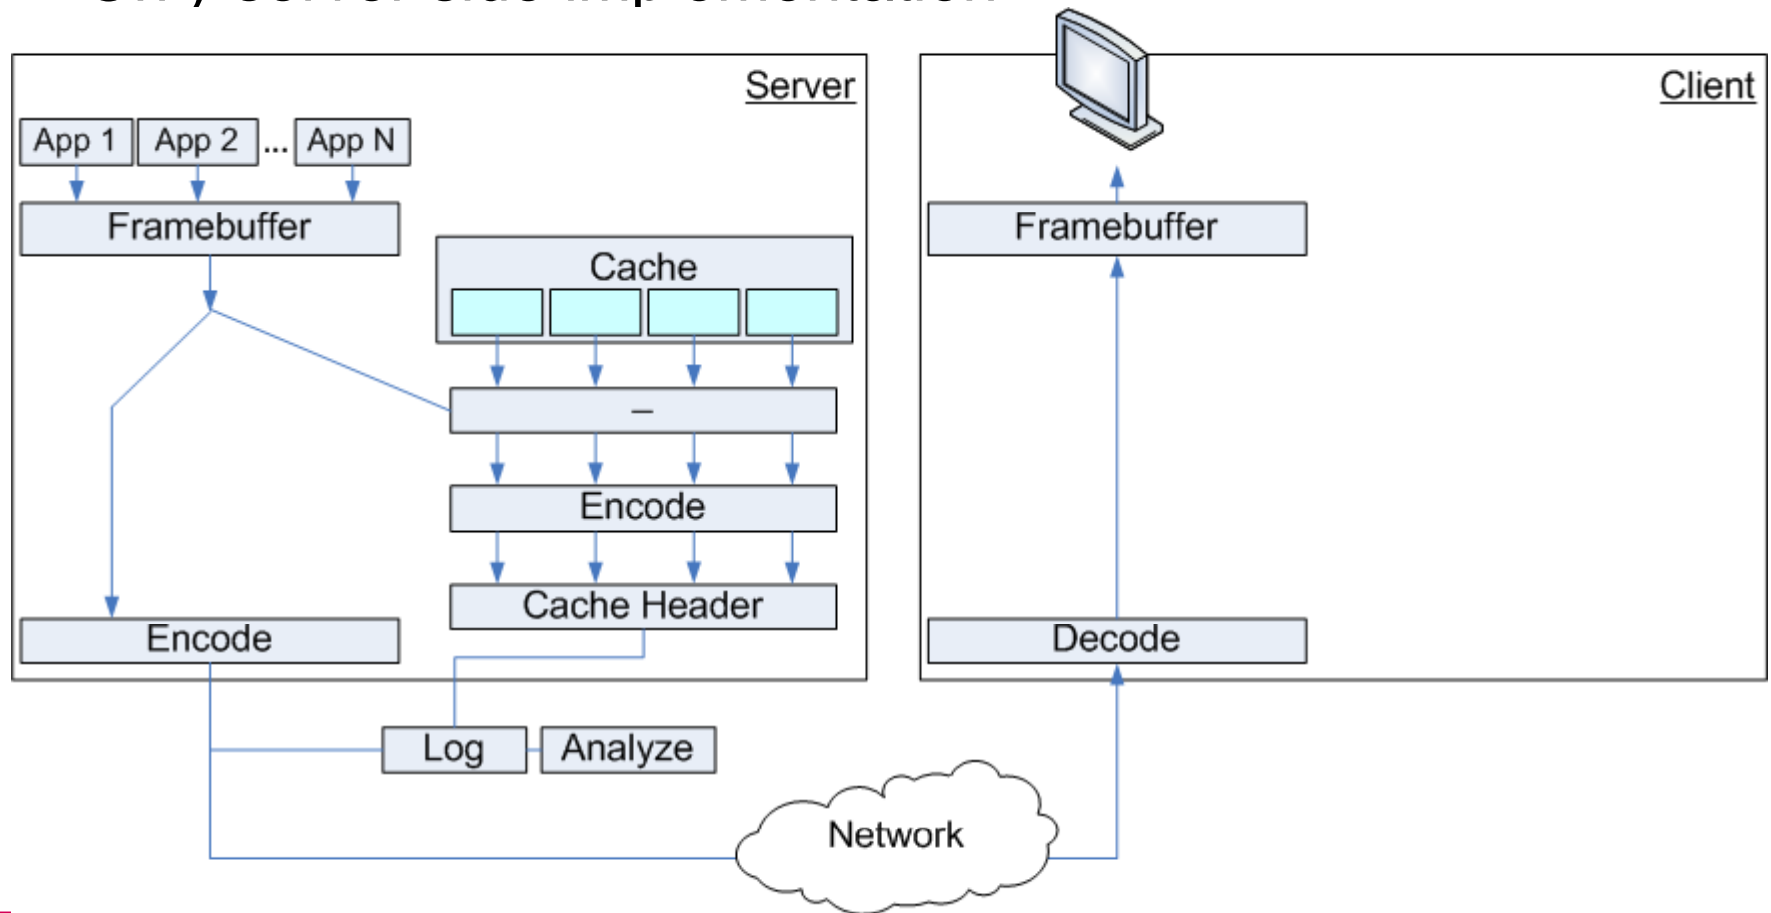 Server
Client
App 1
App 2
...
App N
Framebuffer
Framebuffer
Cache
–
Encode
Cache Header
Encode
Decode
Log
Analyze
Network